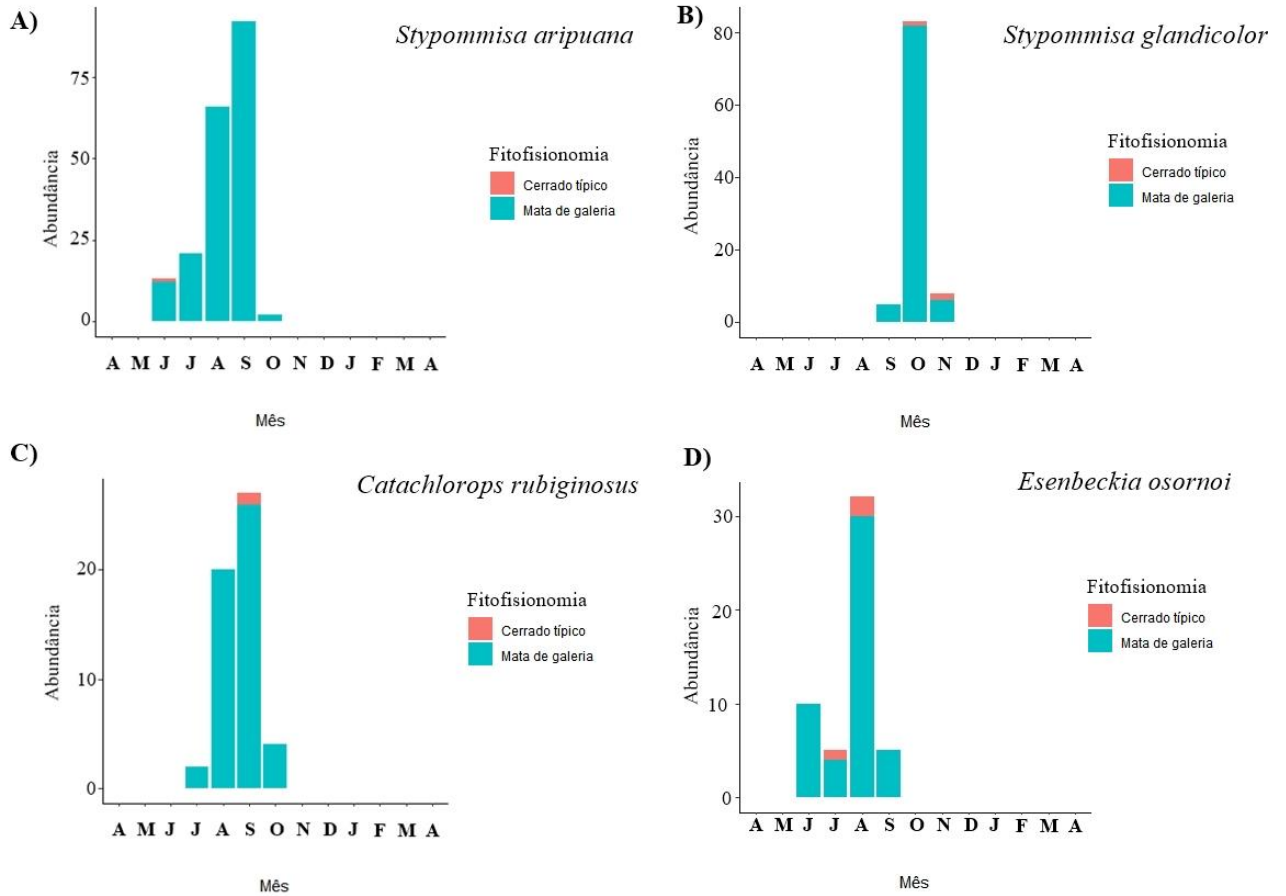 A)
Stypommisa aripuana
Abundância
75
50
25
0
Fitofisionomia
Cerrado típico
Mata de galeria
A M J J A S O N D J F M A
Mês
B)
Stypommisa glandicolor
Abundância
80
60
40
20
0
Fitofisionomia
Cerrado típico
Mata de galeria
A M J J A S O N D J F M A
Mês
C)
Catachlorops rubiginosus
Abundância
20
10
0
Fitofisionomia
Cerrado típico
Mata de galeria
A M J J A S O N D J F M A
Mês
D)
Esenbeckia osornoi
Abundância
30
20
10
0
Fitofisionomia
Cerrado típico
Mata de galeria
A M J J A S O N D J F M A
Mês